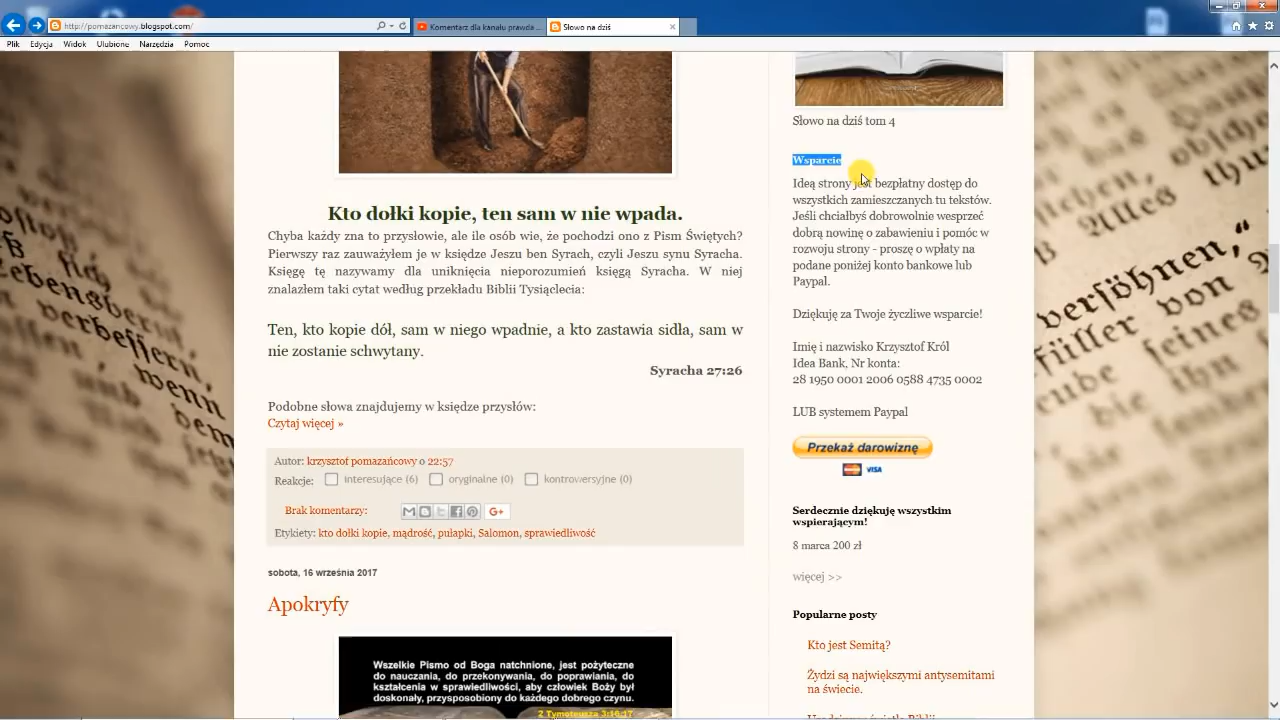 http://pomazancowy.blogspot.com/
Komentarz dla kanału prawda ...
Słowo na dziś
Plik Edycja Widok Ulubione Narzędzia Pomoc
Kto dołki kopie, ten sam w nie wpada.
Chyba każdy zna to przysłowie, ale ile osób wie, że pochodzi ono z Pism Świętych?
Pierwszy raz zauważyłem je w księdze Jeszu ben Syrach, czyli Jeszu synu Syracha.
Księgę tę nazywamy dla uniknięcia nieporozumień księgą Syracha. W niej
znalazłem taki cytat według przekładu Biblii Tysiąclecia:
Ten, kto kopie dół, sam w niego wpadnie, a kto zastawia sidła, sam w
nie zostanie schwytany.
Syracha 27:26
Podobne słowa znajdujemy w księdze przysłów:
Czytaj więcej »
Autor: krzysztof pomazańcowy o 22:57
Reakcje: interesujące (6) oryginalne (0) kontrowersyjne (0)
Brak komentarzy:
G+
Etykiety: kto dołki kopie, mądrość, pułapki, Salomon, sprawiedliwość
sobota, 16 września 2017
Apokryfy
Wszelkie Pismo od Boga natchnione, jest pożyteczne
do nauczania, do przekonywania, do poprawiania, do
kształcenia w sprawiedliwości, aby człowiek Boży był
doskonały, przysposobiony do każdego dobrego czynu.
2 Tymoteusza 3:16-17
Słowo na dziś tom 4
Wsparcie
Ideą strony jest bezpłatny dostęp do
wszystkich zamieszczanych tu tekstów.
Jeśli chciałbyś dobrowolnie wesprzeć
dobrą nowinę o zabawieniu i pomóc w
rozwoju strony - proszę o wpłaty na
podane poniżej konto bankowe lub
Paypal.
Dziękuję za Twoje życzliwe wsparcie!
Imię i nazwisko Krzysztof Król
Idea Bank, Nr konta:
28 1950 0001 2006 0588 4735 0002
LUB systemem Paypal
Przekaż darowiznę
VISA
Serdecznie dziękuję wszystkim
wspierającym!
8 marca 200 zł
więcej >>
Popularne posty
Kto jest Semitą?
Żydzi są największymi antysemitami
na świecie.
verbessern,
wenn
versöhnen,“